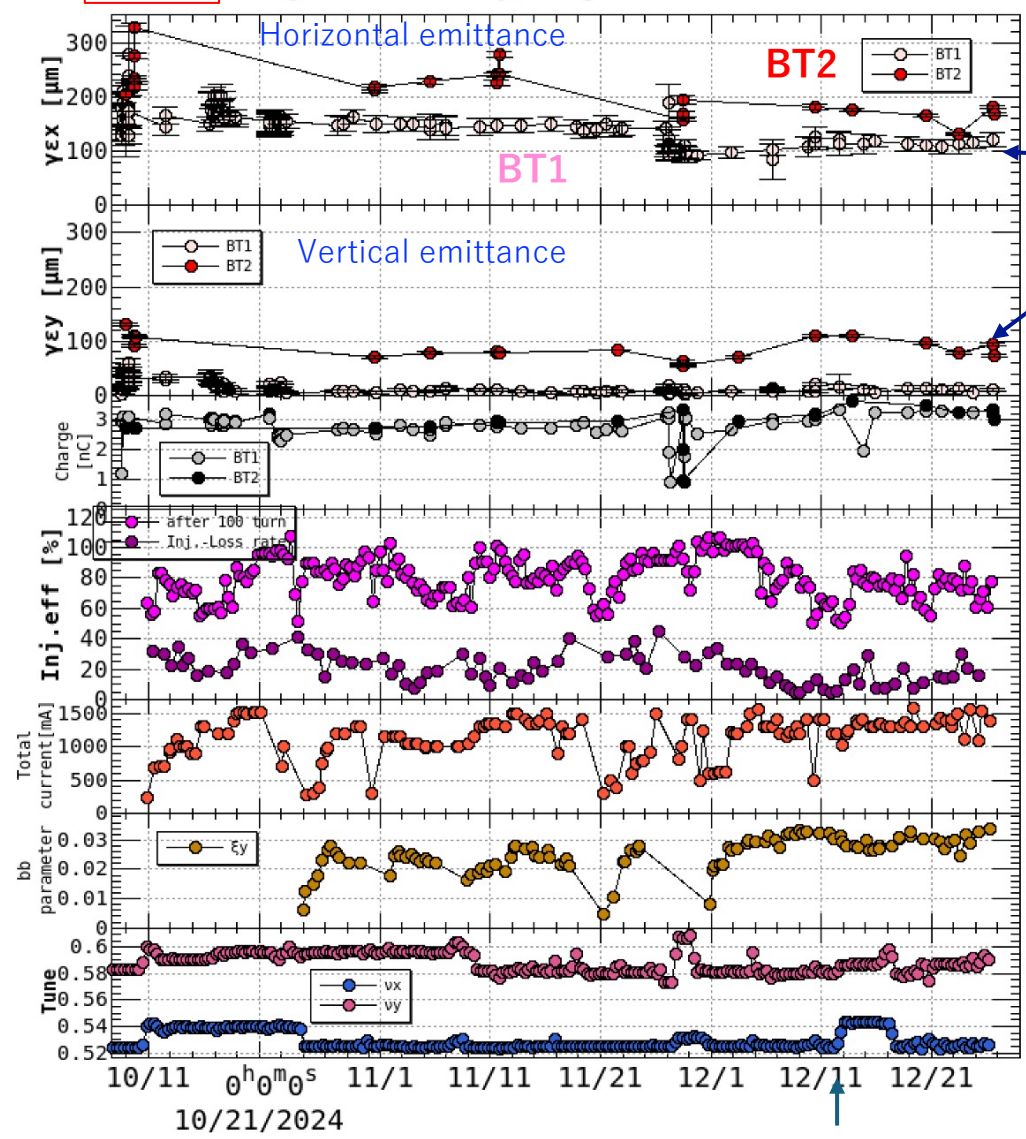 Horizontal emittance
BT2
BT1
BT2
BT1
γεx [μm]
300
200
100
0
Vertical emittance
BT1
BT2
γεy [μm]
300
200
100
0
Charge [nC]
3
2
1
0
BT1
BT2
Inj.eff [%]
120
100
80
60
40
20
0
after 100 turn
Inj.-Loss rate
Total current[mA]
1500
1000
500
0
bb parameter
0.03
0.02
0.01
0
ξy
Tune
0.6
0.58
0.56
0.54
0.52
νx
νy
10/11
0h0m0s
11/1
11/11
11/21
12/1
12/11
12/21
10/21/2024